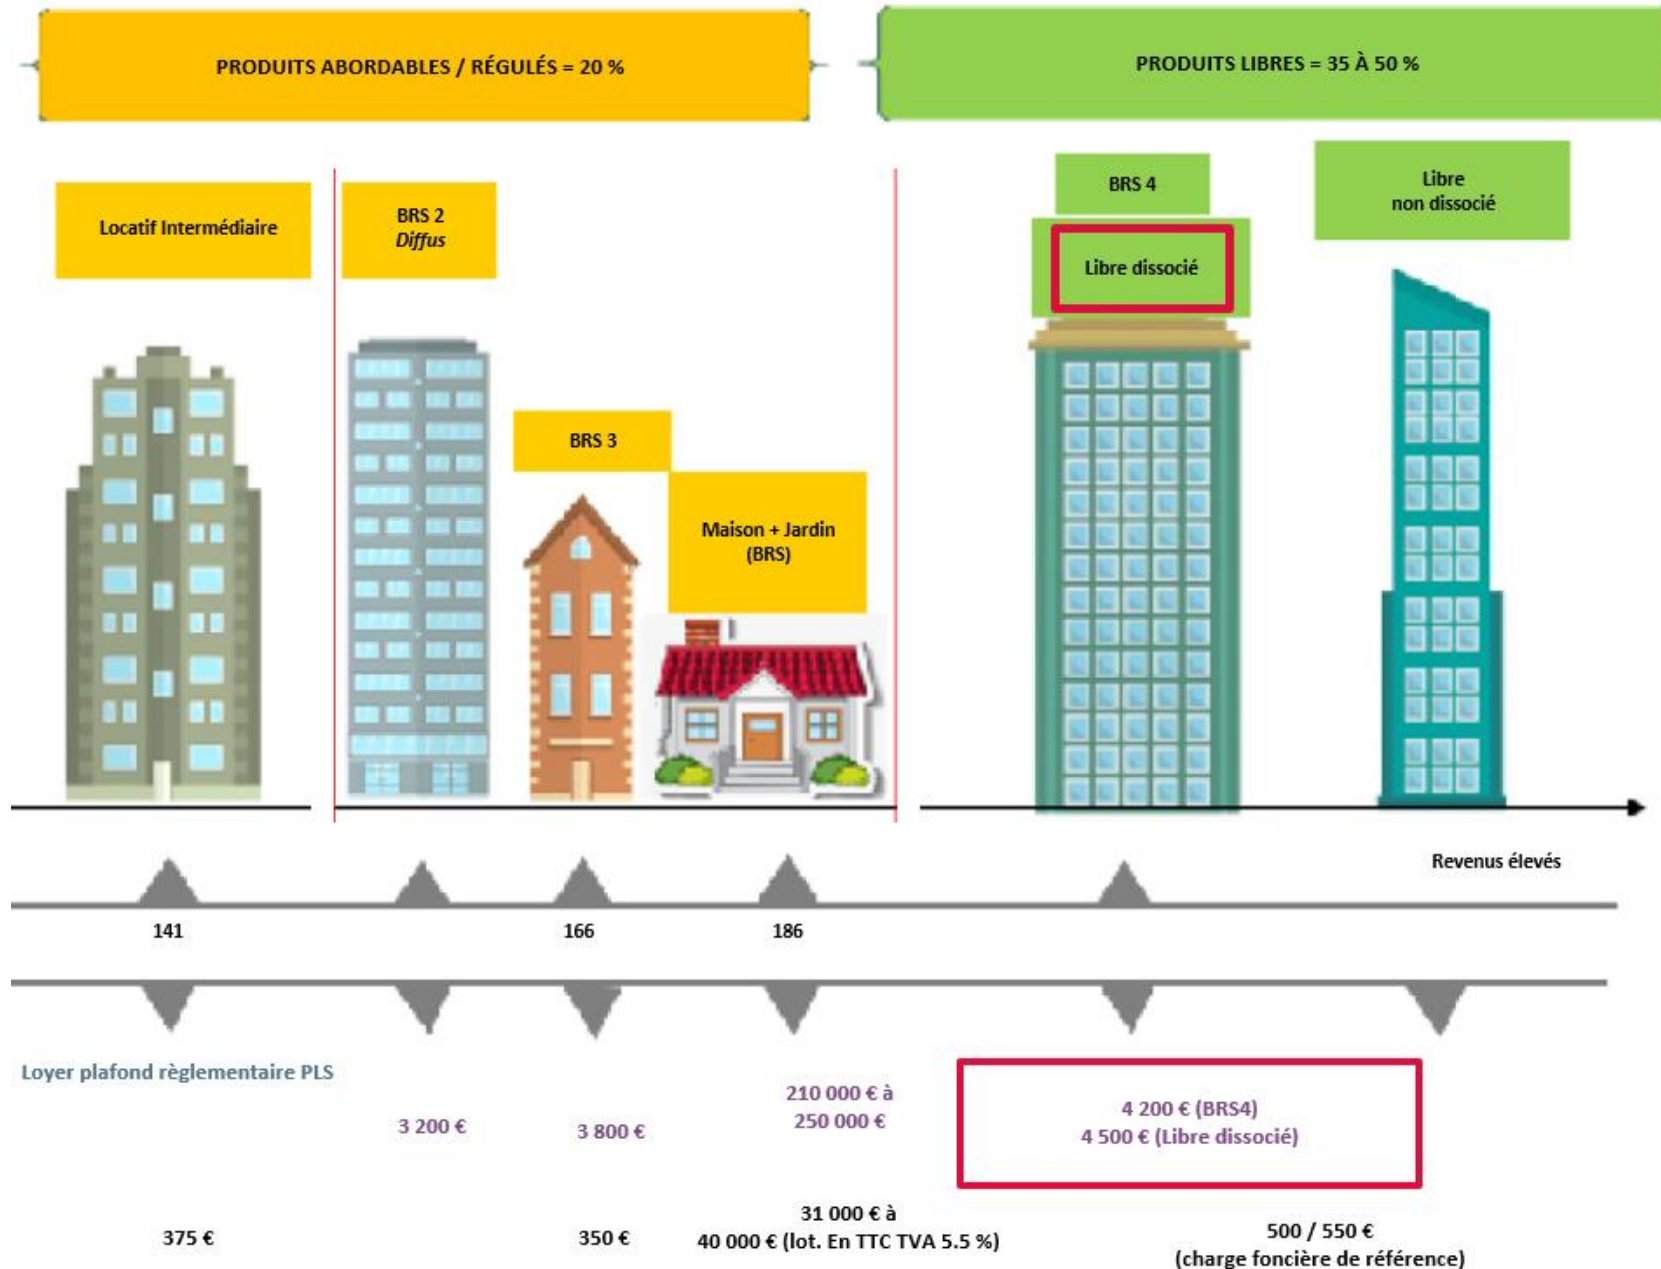 PRODUITS ABORDABLES / RÉGULÉS = 20 %
PRODUITS LIBRES = 35 À 50 %
Locatif Intermédiaire
BRS 2
Diffus
BRS 3
Maison + Jardin
(BRS)
BRS 4
Libre dissocié
Libre
non dissocié
Revenus élevés
141
166
186
Loyer plafond règlementaire PLS
3 200 €
3 800 €
210 000 € à
250 000 €
4 200 € (BRS4)
4 500 € (Libre dissocié)
375 €
350 €
31 000 € à
40 000 € (lot. En TTC TVA 5.5 %)
500 / 550 €
(charge foncière de référence)